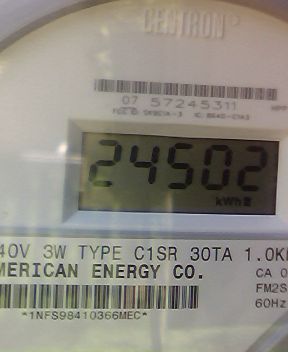 CENTRON
07 57245311
24502
kWh
40V 3W TYPE C1SR 30TA 1.0K
MERICAN ENERGY CO.
CA 0
FM2S
60Hz
*1NFS98410366MEC*